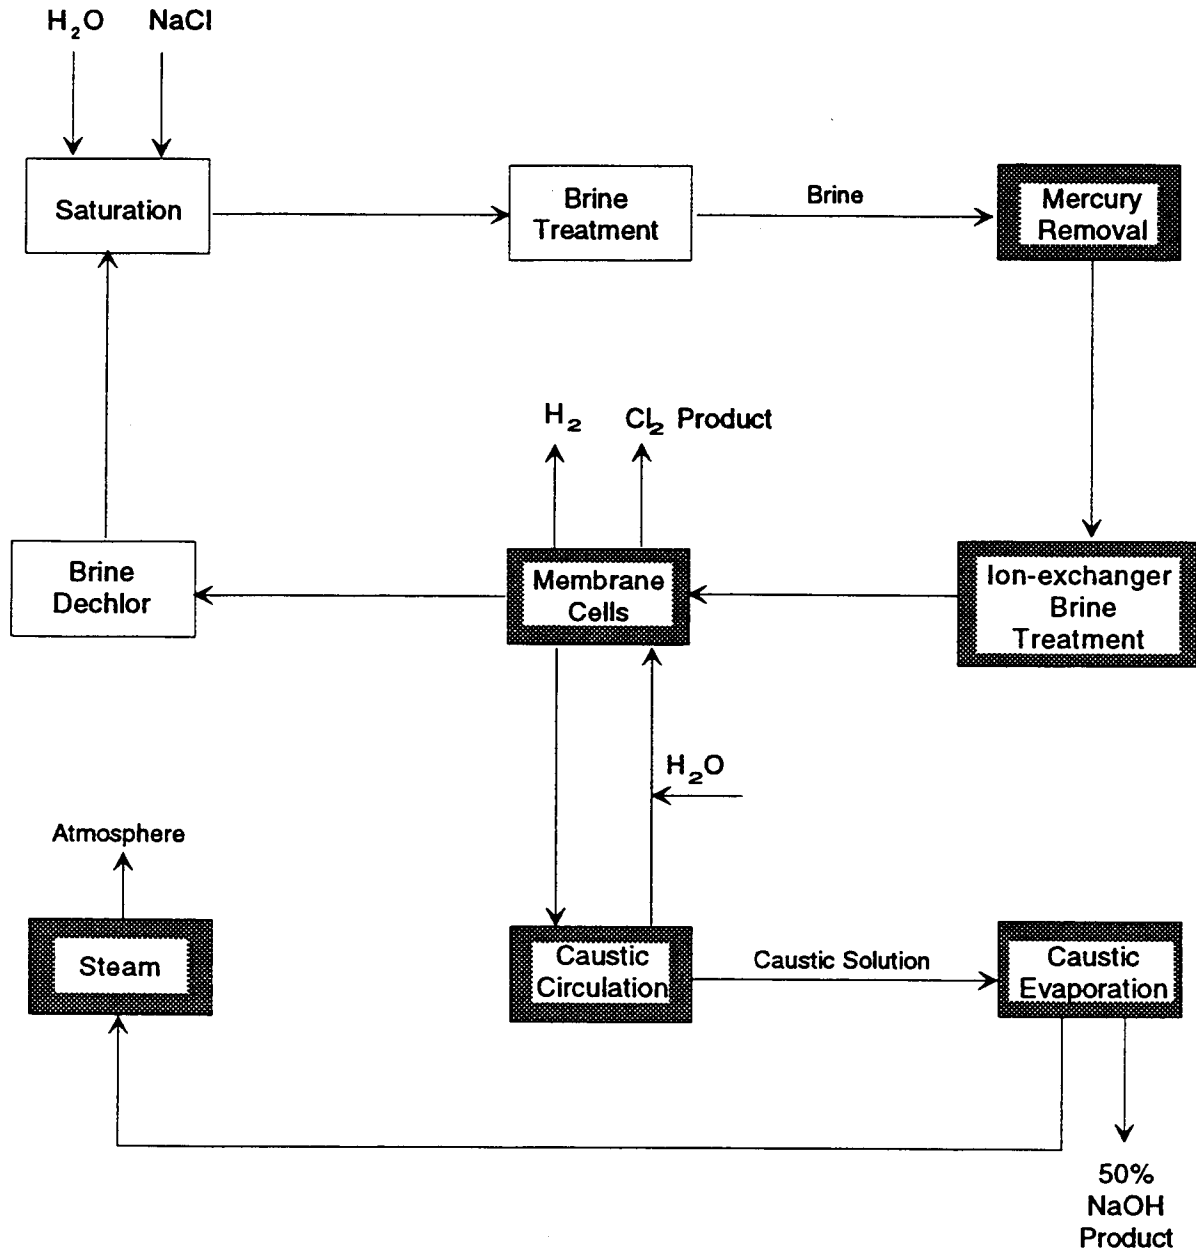 H₂O NaCl
Saturation
Brine
Treatment
Brine
Mercury
Removal
H₂
Cl₂ Product
Brine
Dechlor
Membrane
Cells
Ion-exchanger
Brine
Treatment
H₂O
Atmosphere
Steam
Caustic
Circulation
Caustic Solution
Caustic
Evaporation
50%
NaOH
Product